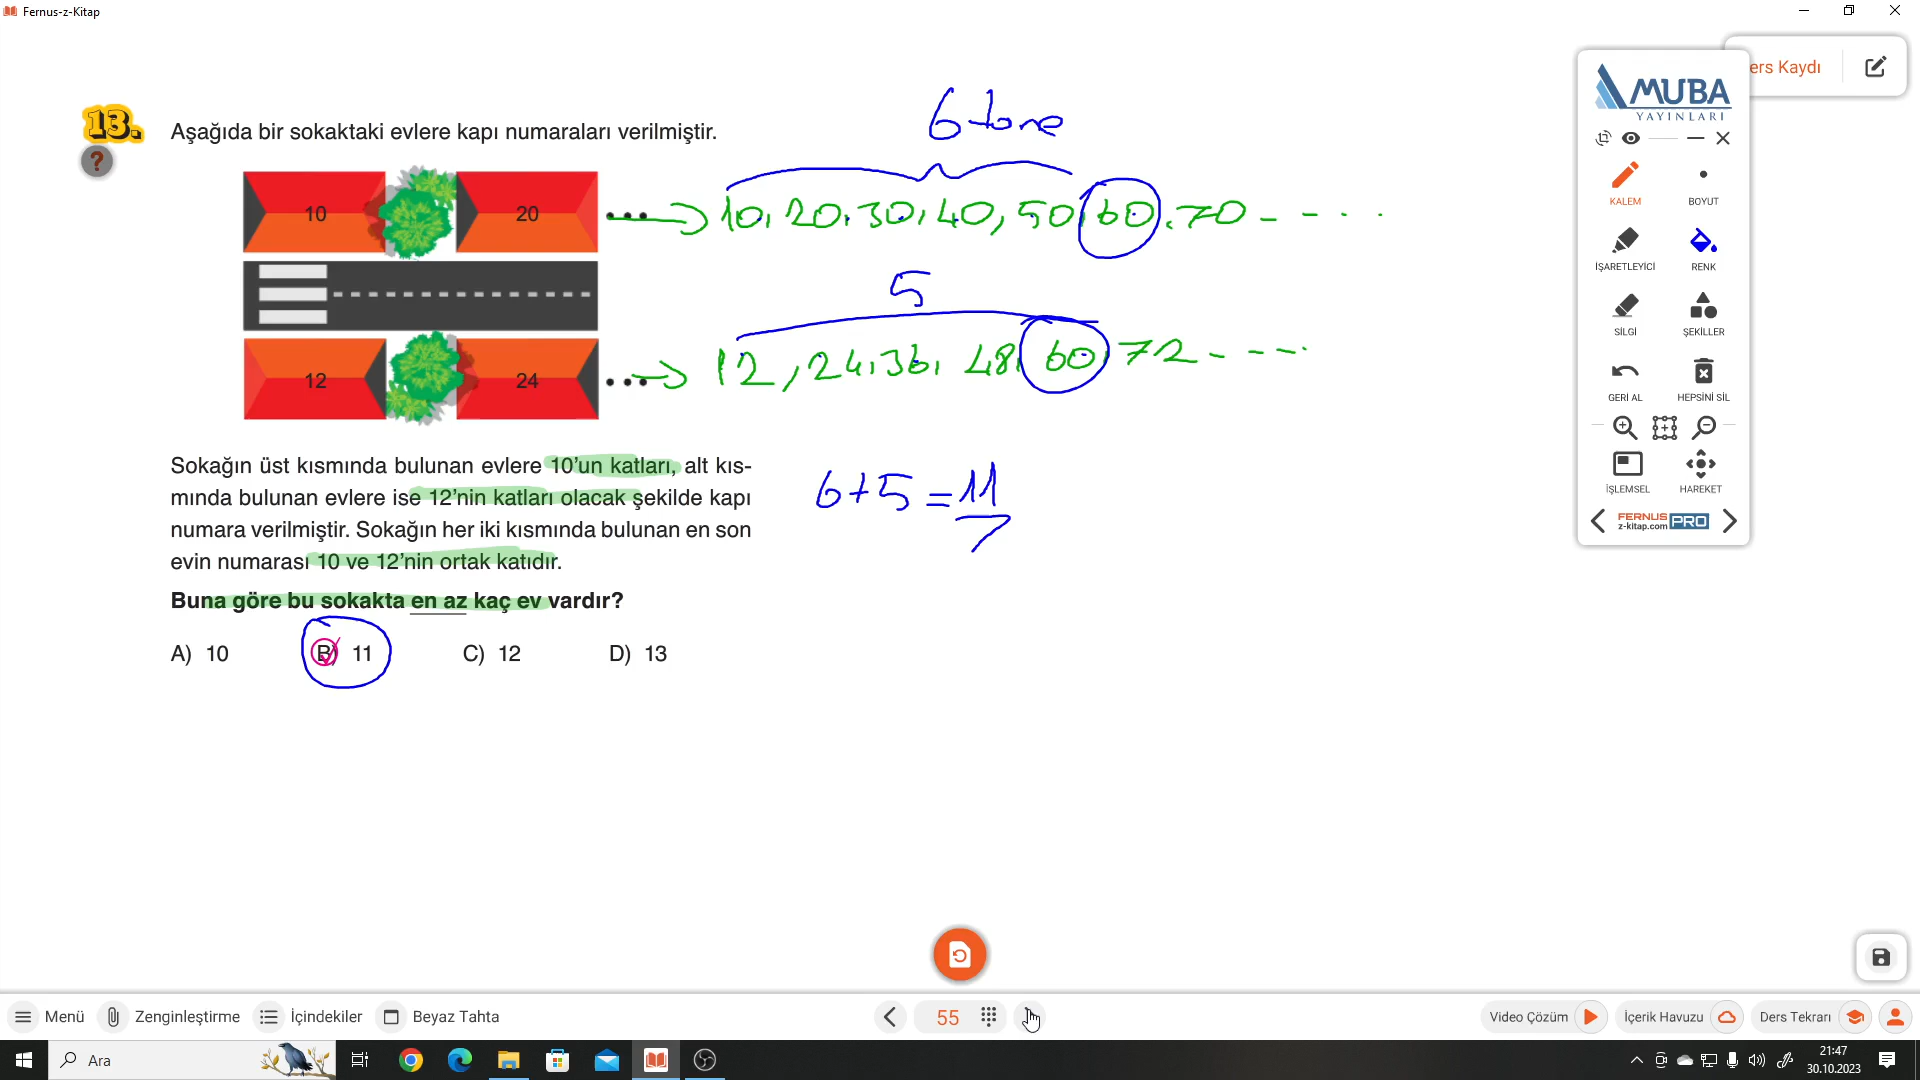 Fernus-z-Kitap
ers Kaydı
MUBA
YAYINLARI
KALEM
BOYUT
İŞARETLEYİCİ
RENK
SİLGİ
ŞEKİLLER
GERİ AL
HEPSİNİ SİL
İŞLEMSEL
HAREKET
FERNUS
z-kitap.com PRO
13.
?
Aşağıda bir sokaktaki evlere kapı numaraları verilmiştir.
6 tane
10 20 ... 10, 20, 30, 40, 50, 60, 70 - - - - -
5
12 24 ... 12, 24, 36, 48, 60, 72 - - - -
Sokağın üst kısmında bulunan evlere 10'un katları, alt kıs-
mında bulunan evlere ise 12'nin katları olacak şekilde kapı
numara verilmiştir. Sokağın her iki kısmında bulunan en son
evin numarası 10 ve 12'nin ortak katıdır.
6+5=11
Buna göre bu sokakta en az kaç ev vardır?
A) 10 B) 11 C) 12 D) 13
Menü Zenginleştirme İçindekiler Beyaz Tahta 55 Video Çözüm İçerik Havuzu Ders Tekrarı
Ara 21:47
30.10.2023